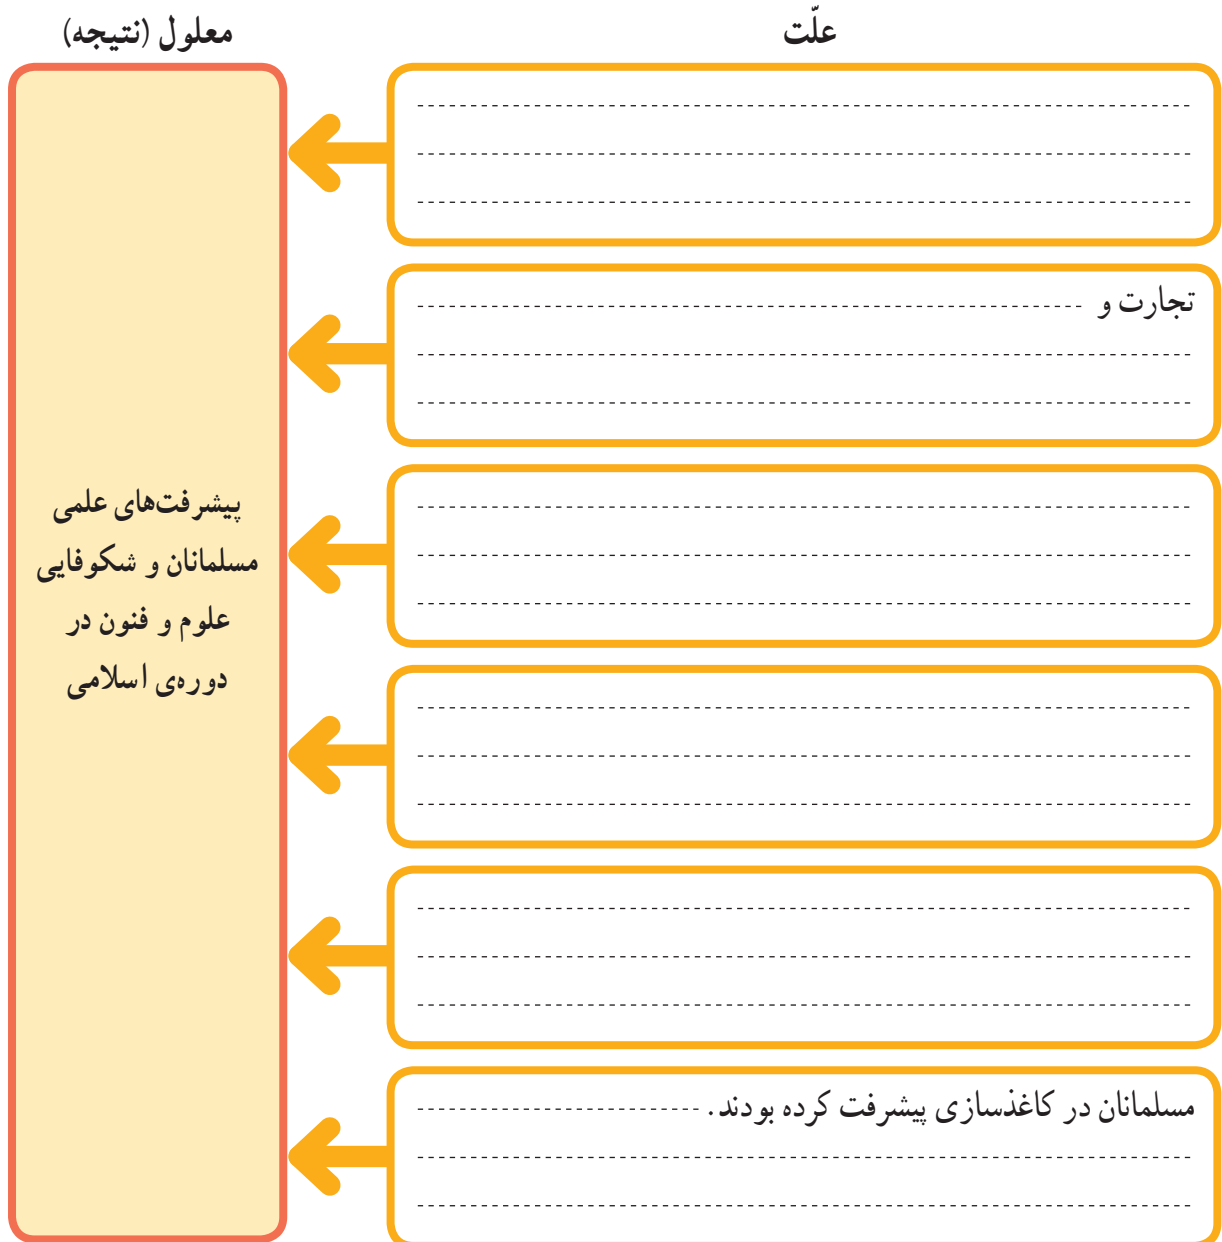 علّت
معلول (نتیجه)
تجارت و
مسلمانان در کاغذسازی پیشرفت کرده بودند.
پیشرفت‌های علمی
مسلمانان و شکوفایی
علوم و فنون در
دوره‌ی اسلامی